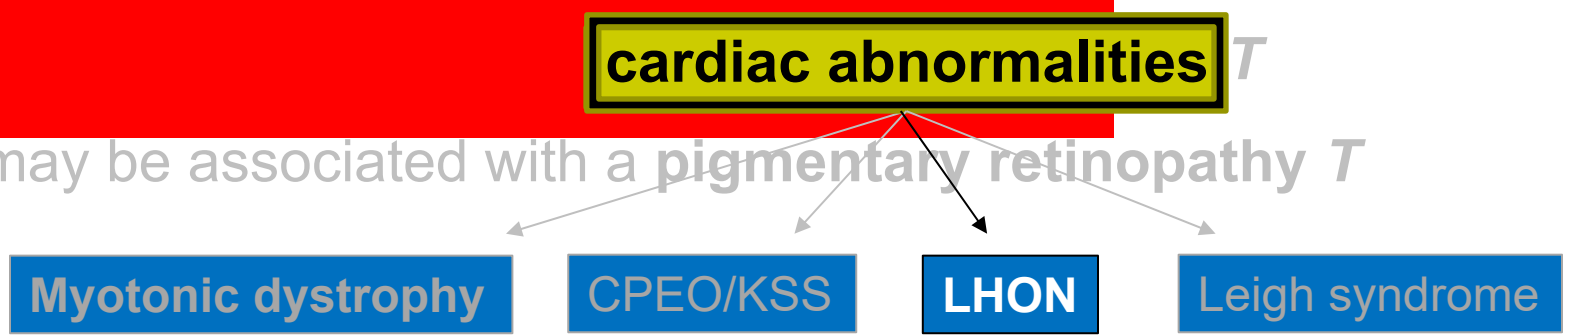 cardiac abnormalities T
may be associated with a pigmentary retinopathy T
Myotonic dystrophy CPEO/KSS LHON Leigh syndrome